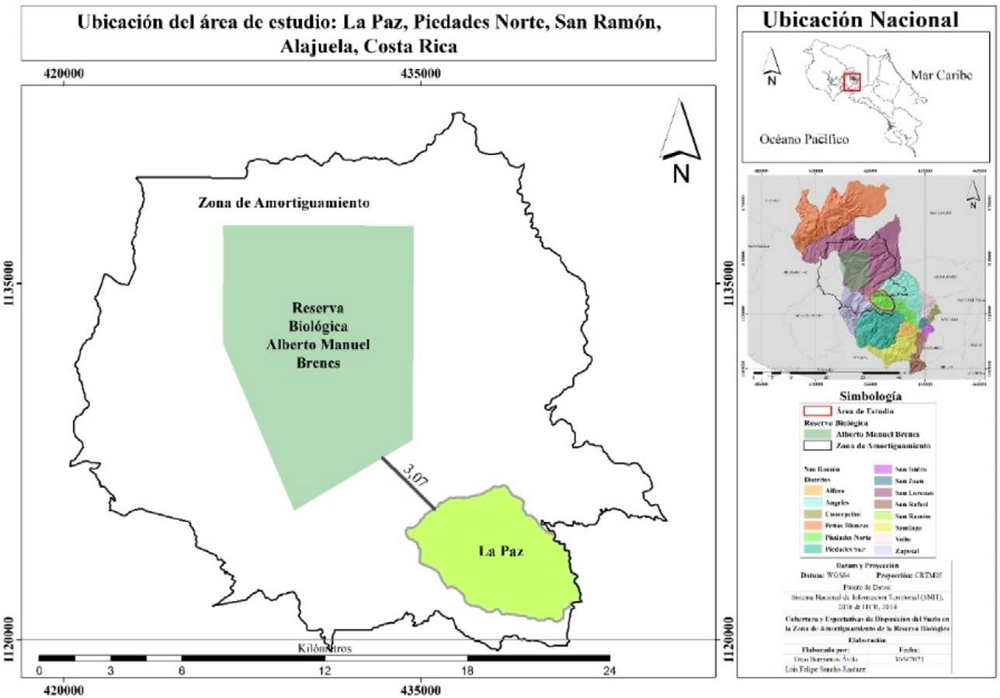 Ubicación del área de estudio: La Paz, Piedades Norte, San Ramón,
Alajuela, Costa Rica
420000
435000
1135000
1135000
1120000
1120000
N
Zona de Amortiguamiento
Reserva
Biológica
Alberto Manuel
Brenes
3,07
La Paz
Kilómetros
0 3 6 12 18 24
420000
435000
Ubicación Nacional
N
Mar Caribe
Océano Pacífico
N
Simbología
Área de Estudio
Reserva Biológica
Alberto Manuel Brenes
Zona de Amortiguamiento
San Ramón
Distritos
Alfaro
Angeles
Concepción
Peñas Blancas
Piedades Norte
Piedades Sur
San Isidro
San Juan
San Lorenzo
San Rafael
San Ramón
Santiago
Volio
Zapotal
Datum y Proyección
Datum: WGS84 Proyección: CRTM05
Fuente de Datos:
Sistema Nacional de Información Territorial (SNIT),
2016 & ITCR, 2014
Cobertura y Expectativas de Disposición del Suelo en
la Zona de Amortiguamiento de la Reserva Biológica
Elaboración
Elaborado por: Fecha:
Barrantes Ávila
Luis Felipe Sancho Jiménez